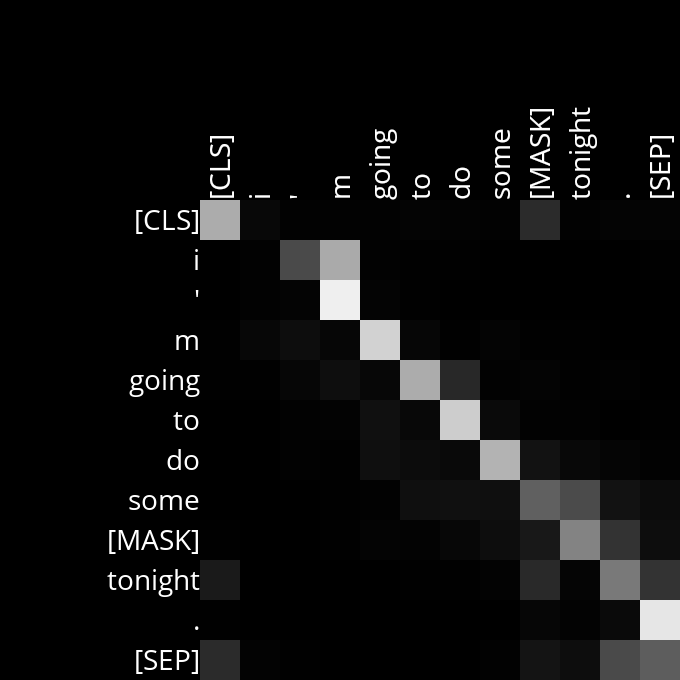 [CLS] i ' m going to do some [MASK] tonight . [SEP]
[CLS]
i
'
m
going
to
do
some
[MASK]
tonight
.
[SEP]